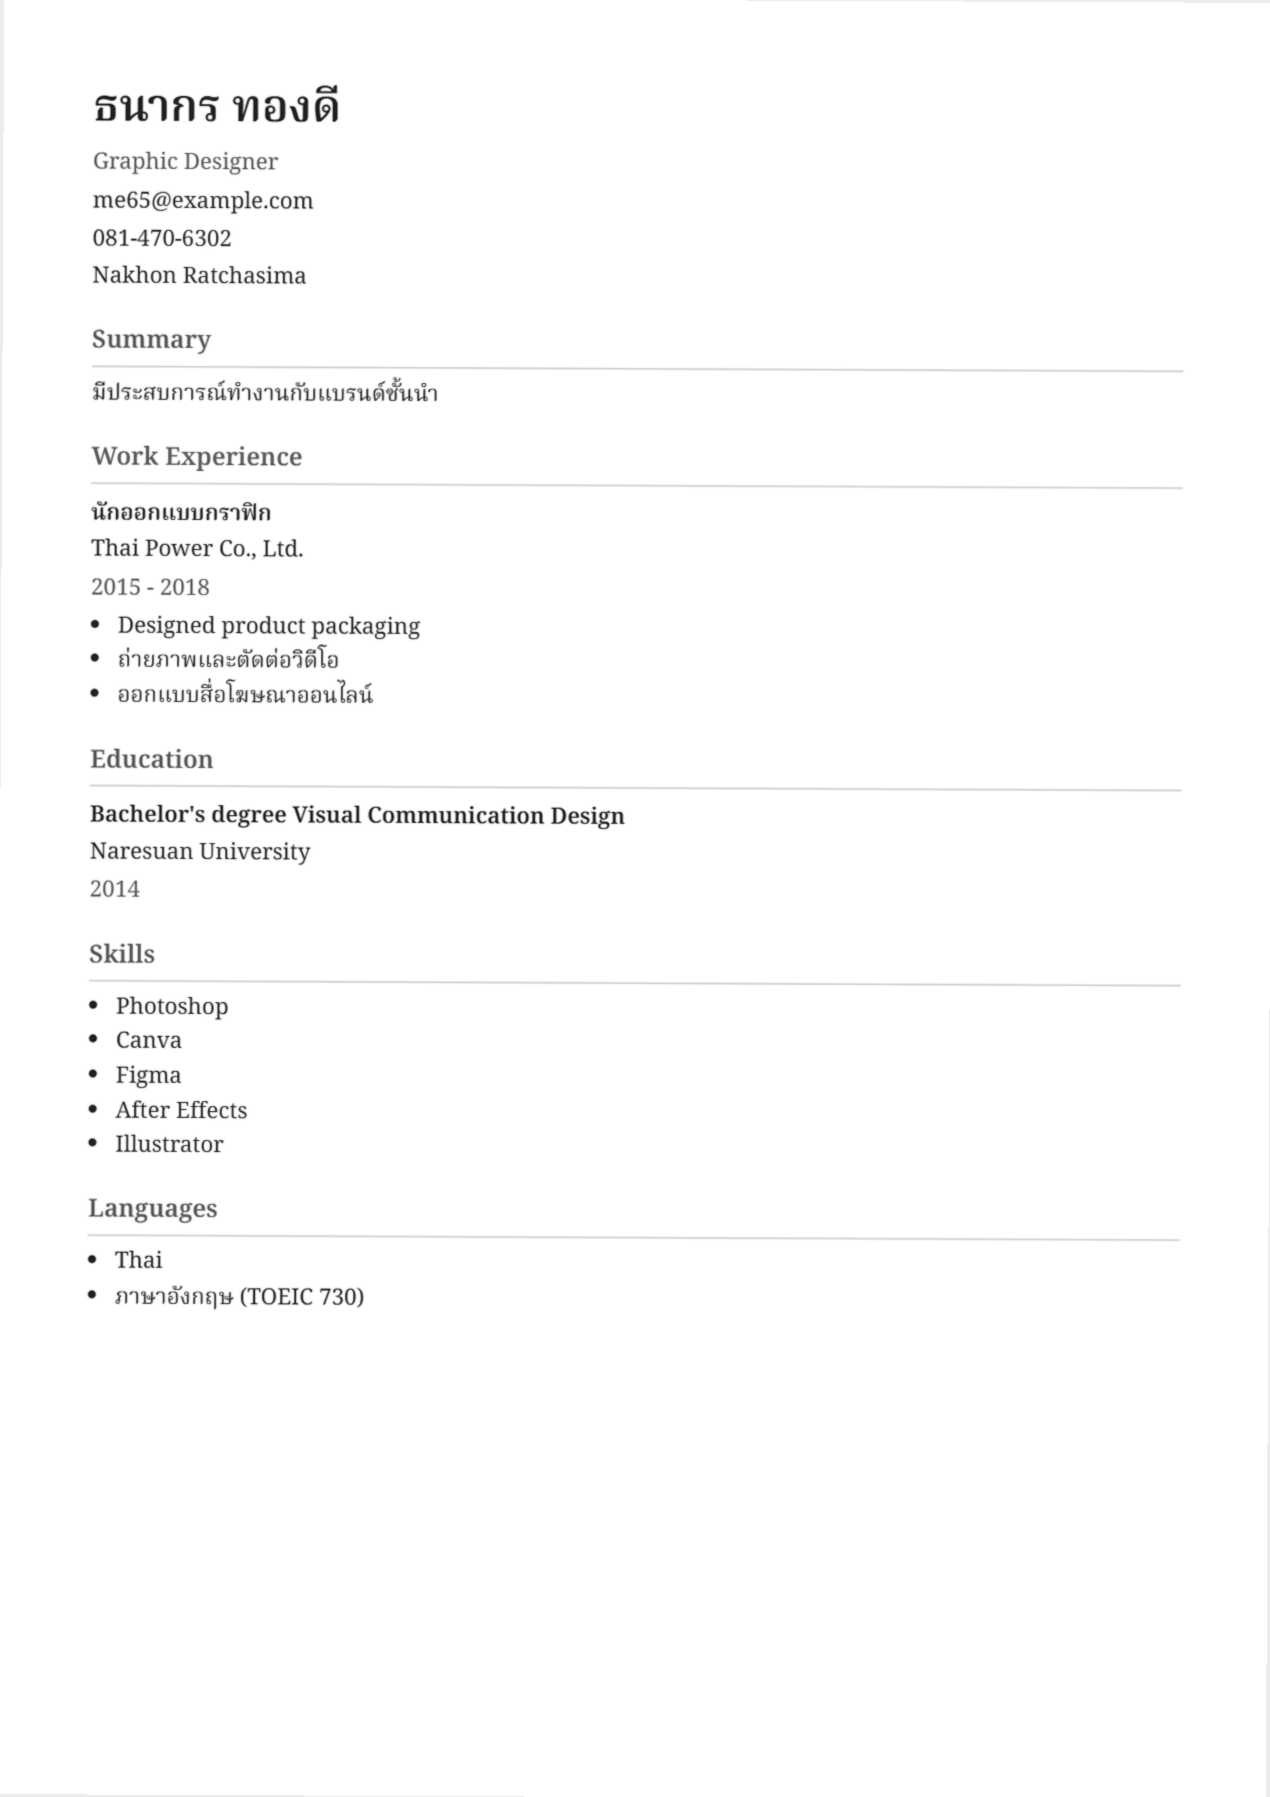 ธนากร ทองดี
Graphic Designer
me65@example.com
081-470-6302
Nakhon Ratchasima
Summary
มีประสบการณ์ทำงานกับแบรนด์ชั้นนำ
Work Experience
นักออกแบบกราฟิก
Thai Power Co., Ltd.
2015 - 2018
• Designed product packaging
• ถ่ายภาพและตัดต่อวิดีโอ
• ออกแบบสื่อโฆษณาออนไลน์
Education
Bachelor's degree Visual Communication Design
Naresuan University
2014
Skills
• Photoshop
• Canva
• Figma
• After Effects
• Illustrator
Languages
• Thai
• ภาษาอังกฤษ (TOEIC 730)